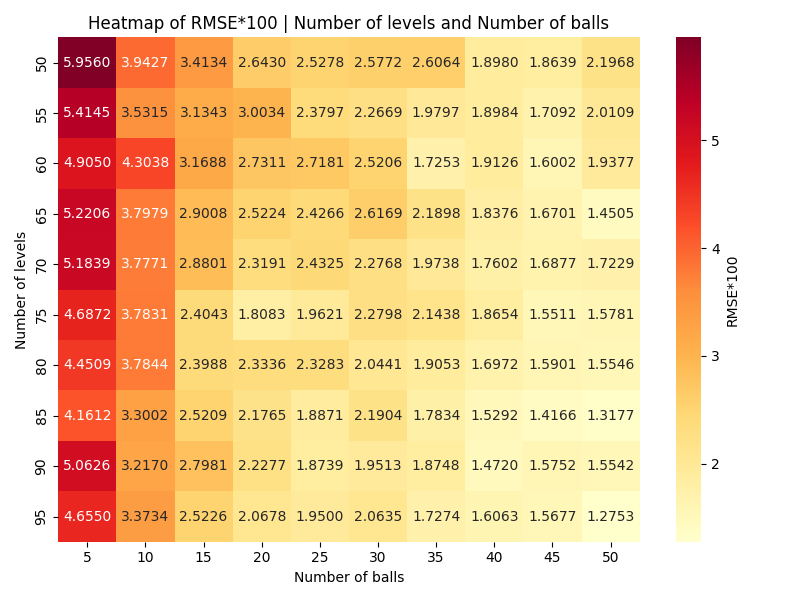 Heatmap of RMSE*100 | Number of levels and Number of balls
50 5.9560 3.9427 3.4134 2.6430 2.5278 2.5772 2.6064 1.8980 1.8639 2.1968
55 5.4145 3.5315 3.1343 3.0034 2.3797 2.2669 1.9797 1.8984 1.7092 2.0109
60 4.9050 4.3038 3.1688 2.7311 2.7181 2.5206 1.7253 1.9126 1.6002 1.9377
65 5.2206 3.7979 2.9008 2.5224 2.4266 2.6169 2.1898 1.8376 1.6701 1.4505
70 5.1839 3.7771 2.8801 2.3191 2.4325 2.2768 1.9738 1.7602 1.6877 1.7229
75 4.6872 3.7831 2.4043 1.8083 1.9621 2.2798 2.1438 1.8654 1.5511 1.5781
80 4.4509 3.7844 2.3988 2.3336 2.3283 2.0441 1.9053 1.6972 1.5901 1.5546
85 4.1612 3.3002 2.5209 2.1765 1.8871 2.1904 1.7834 1.5292 1.4166 1.3177
90 5.0626 3.2170 2.7981 2.2277 1.8739 1.9513 1.8748 1.4720 1.5752 1.5542
95 4.6550 3.3734 2.5226 2.0678 1.9500 2.0635 1.7274 1.6063 1.5677 1.2753
5 10 15 20 25 30 35 40 45 50
Number of balls
Number of levels
5
4
3
2
RMSE*100